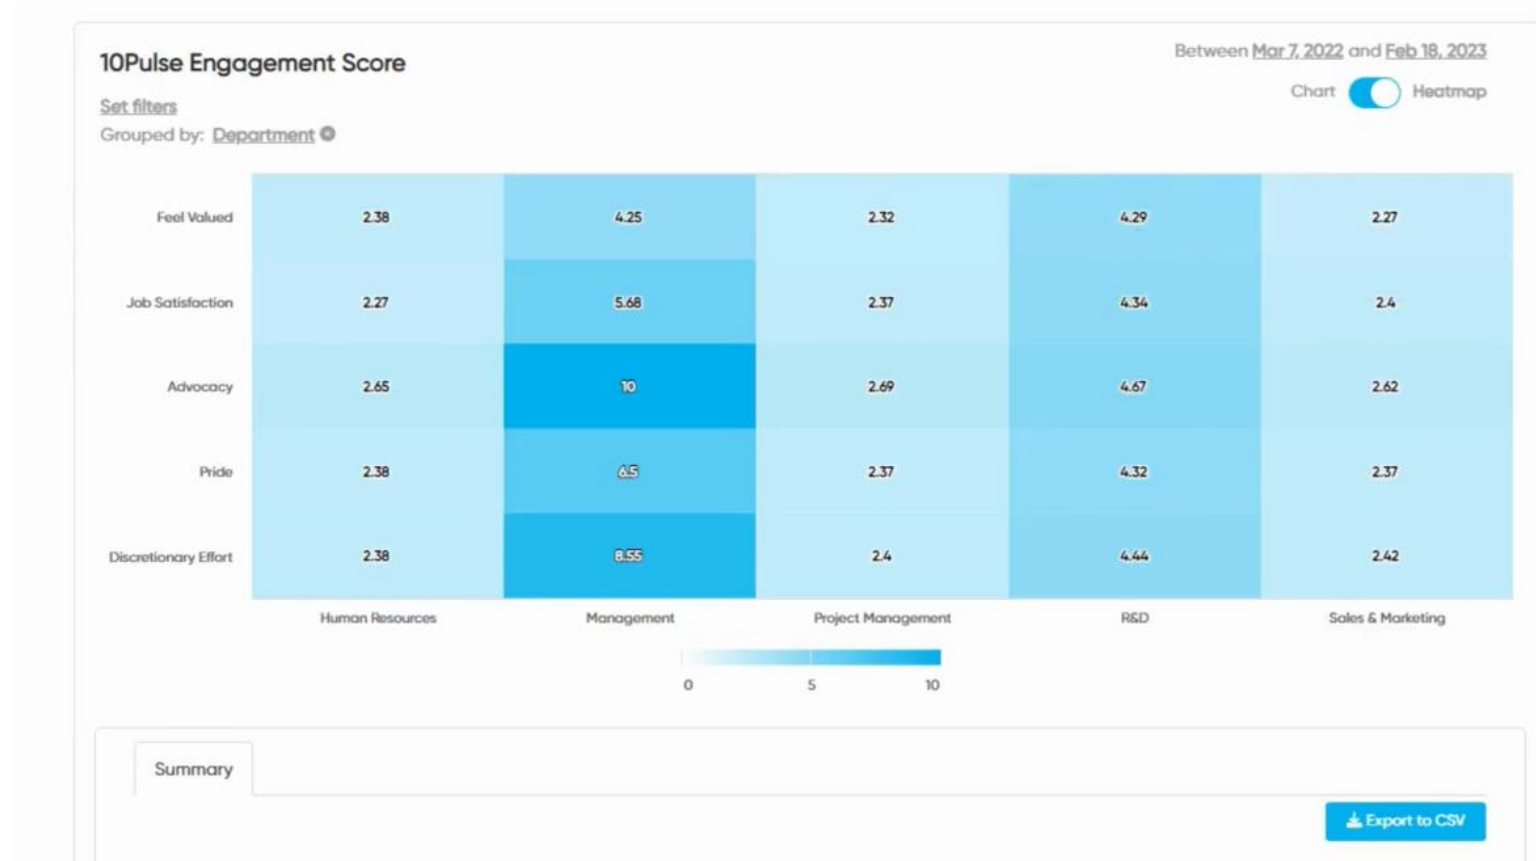 10Pulse Engagement Score
Between Mar 7, 2022 and Feb 18, 2023
Set filters
Chart Heatmap
Grouped by: Department
Feel Valued 2.38 4.25 2.32 4.29 2.27
Job Satisfaction 2.27 5.68 2.37 4.34 2.4
Advocacy 2.65 10 2.69 4.67 2.62
Pride 2.38 6.5 2.37 4.32 2.37
Discretionary Effort 2.38 8.55 2.4 4.44 2.42
Human Resources Management Project Management R&D Sales & Marketing
0 5 10
Summary
Export to CSV